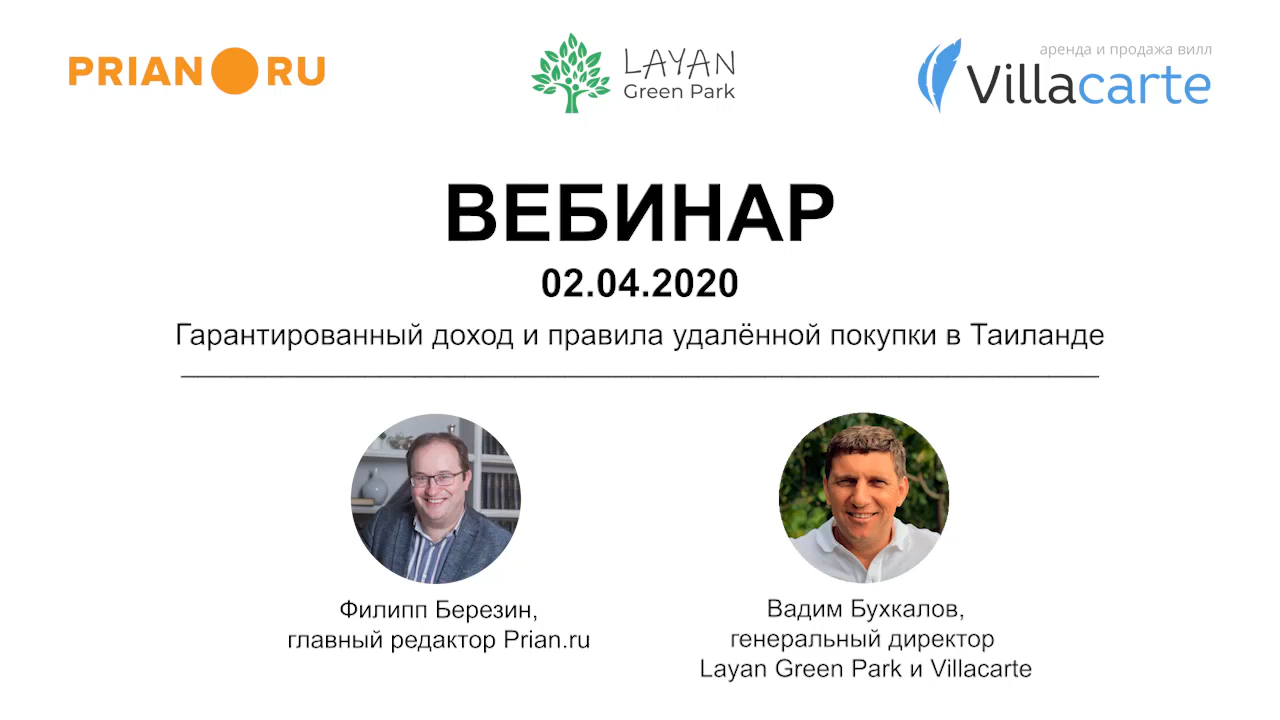 PRIAN RU
LAYAN
Green Park
аренда и продажа вилл
Villacarte
ВЕБИНАР
02.04.2020
Гарантированный доход и правила удалённой покупки в Таиланде
Филипп Березин,
главный редактор Prian.ru
Вадим Бухкалов,
генеральный директор
Layan Green Park и Villacarte